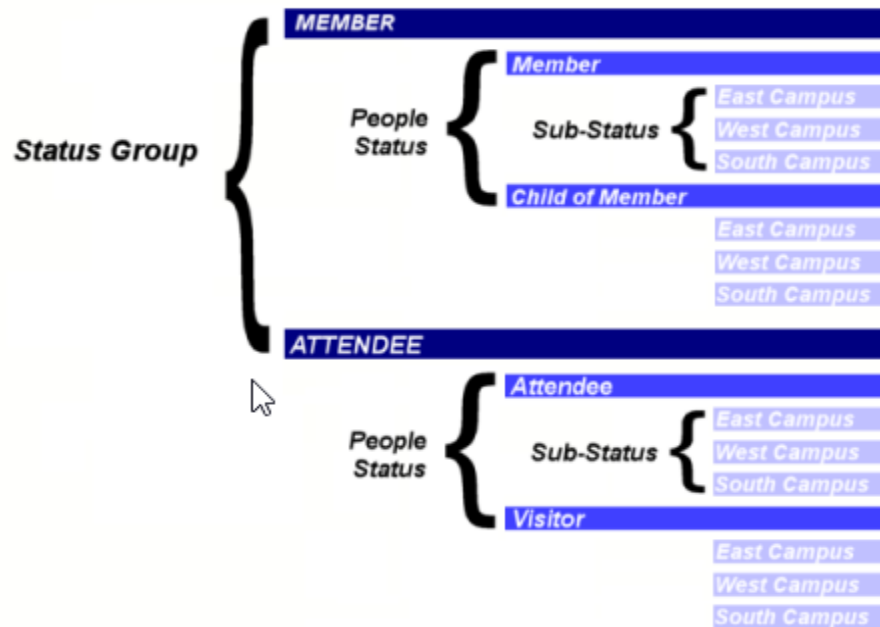 MEMBER
Member
East Campus
People
Status
Sub-Status
West Campus
Status Group
South Campus
Child of Member
East Campus
West Campus
South Campus
ATTENDEE
Attendee
East Campus
People
Status
Sub-Status
West Campus
South Campus
Visitor
East Campus
West Campus
South Campus